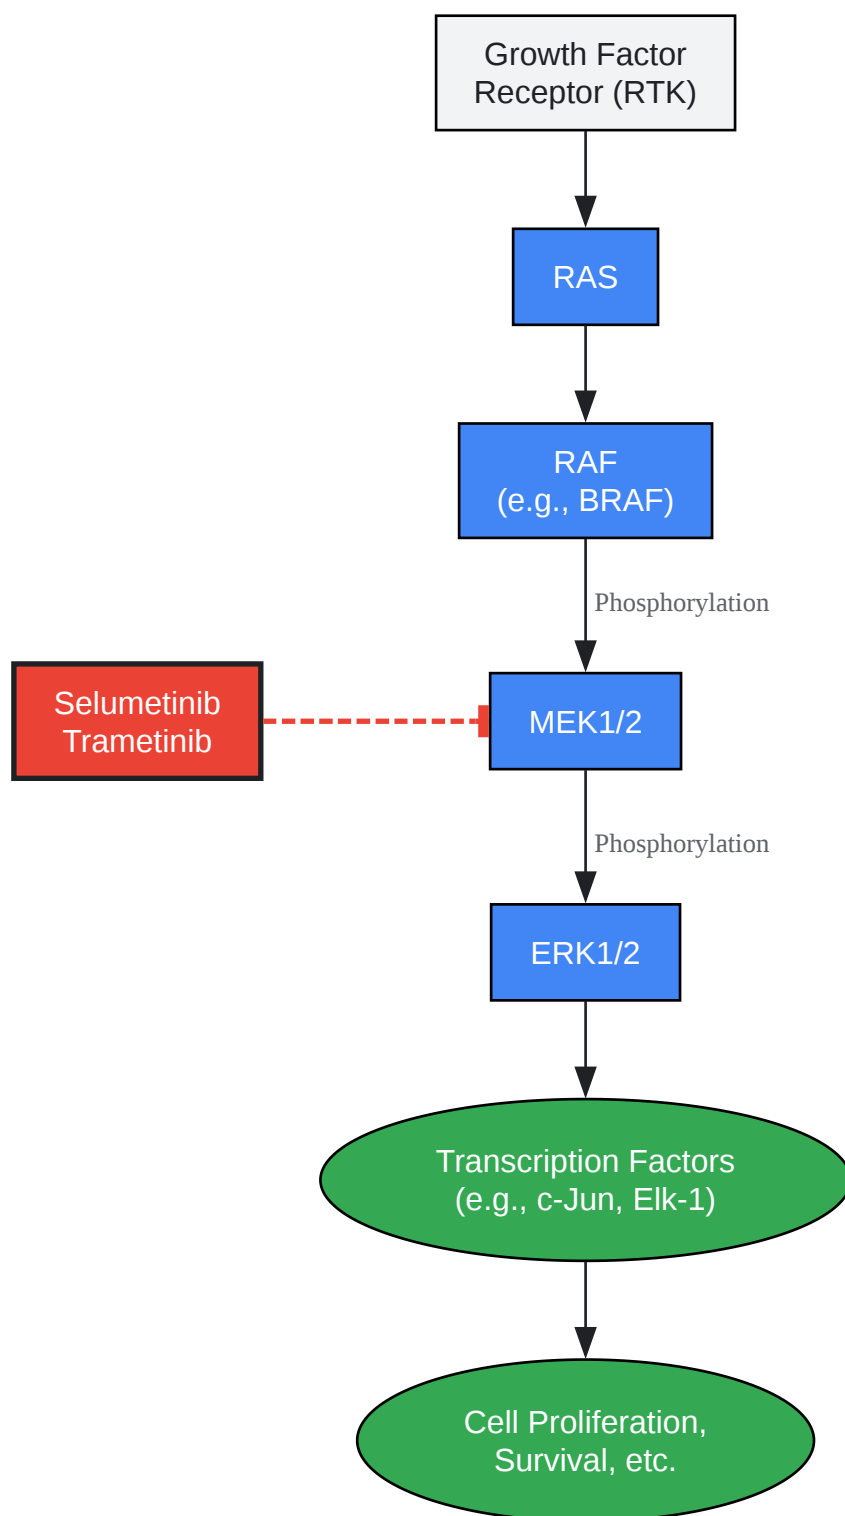 Growth Factor
Receptor (RTK)
RAS
RAF
(e.g., BRAF)
Phosphorylation
Selumetinib
Trametinib
MEK1/2
Phosphorylation
ERK1/2
Transcription Factors
(e.g., c-Jun, Elk-1)
Cell Proliferation,
Survival, etc.